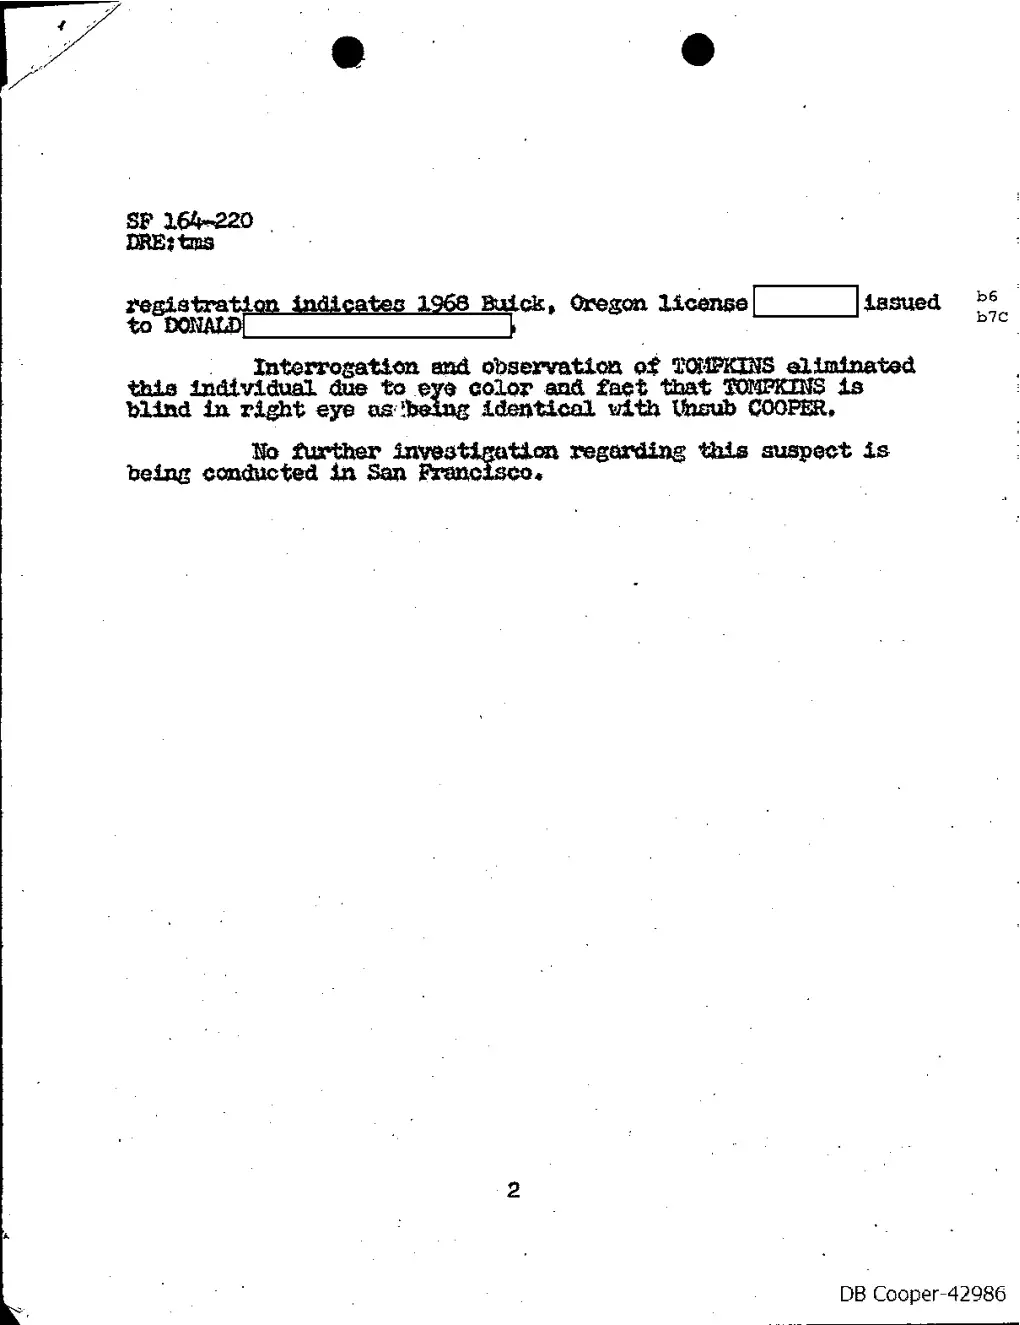 SF 164-220
DRE:tms
registration indicates 1968 Buick, Oregon license issued b6
to DONALD b7C
Interrogation and observation of TOMPKINS eliminated
this individual due to eye color and fact that TOMPKINS is
blind in right eye as being identical with Unsub COOPER.
No further investigation regarding this suspect is
being conducted in San Francisco.
2
DB Cooper-42986